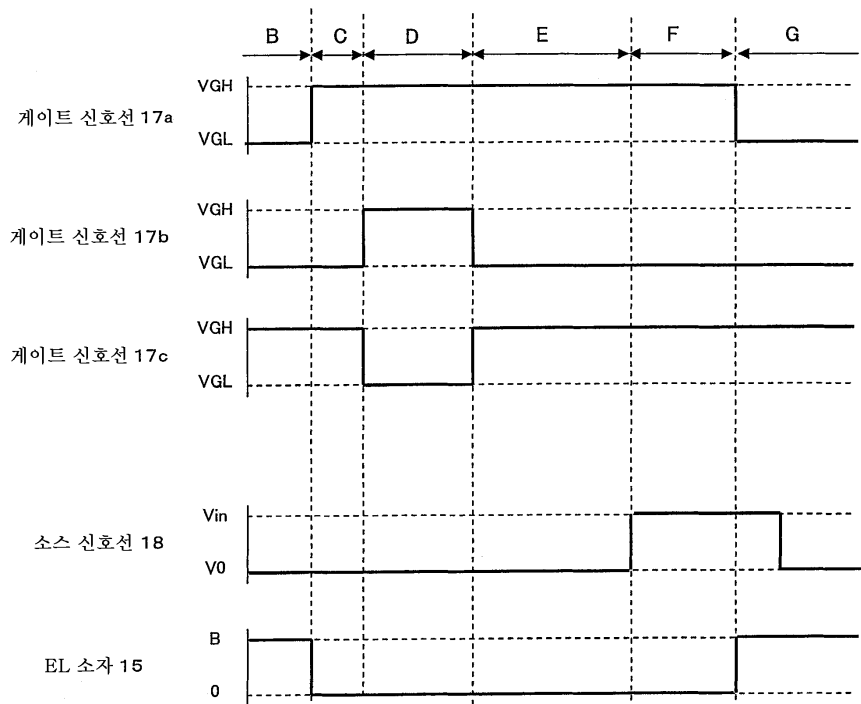 B C D E F G
VGH
게이트 신호선 17a
VGL
VGH
게이트 신호선 17b
VGL
VGH
게이트 신호선 17c
VGL
Vin
소스 신호선 18
V0
B
EL 소자 15
0